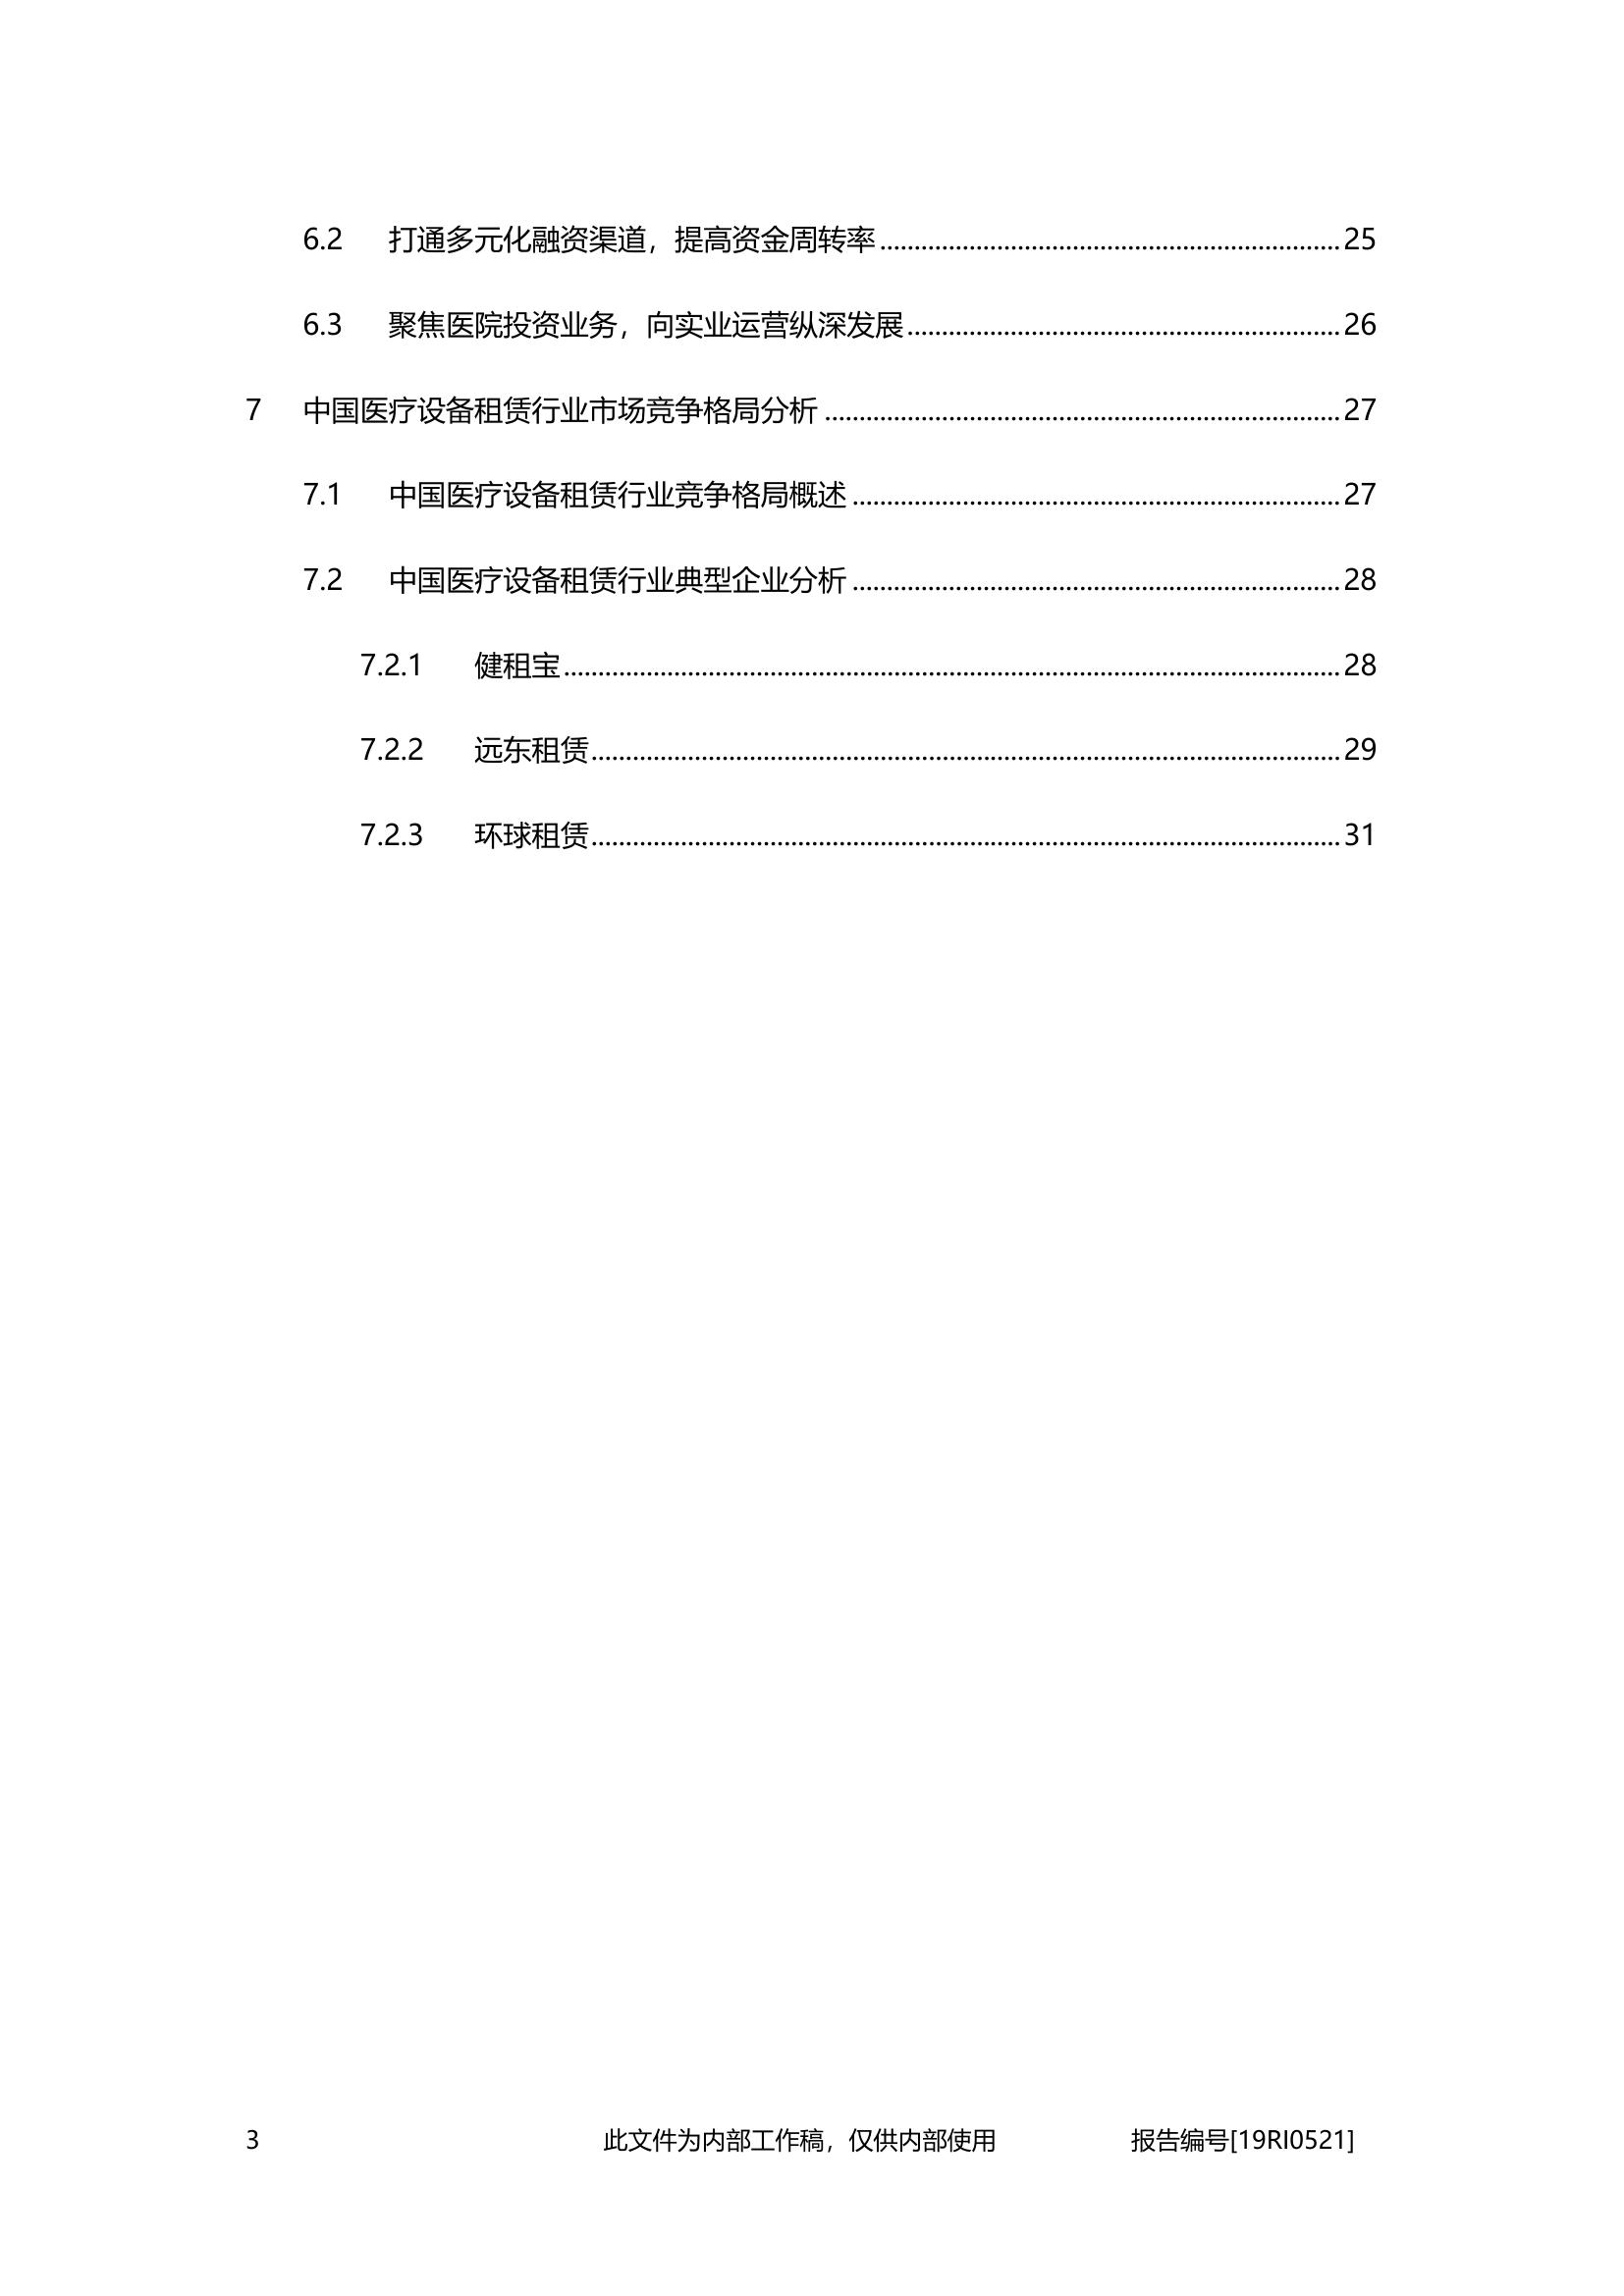 6.2 打通多元化融资渠道，提高资金周转率 25
6.3 聚焦医院投资业务，向实业运营纵深发展 26
7 中国医疗设备租赁行业市场竞争格局分析 27
7.1 中国医疗设备租赁行业竞争格局概述 27
7.2 中国医疗设备租赁行业典型企业分析 28
7.2.1 健租宝 28
7.2.2 远东租赁 29
7.2.3 环球租赁 31
3 此文件为内部工作稿，仅供内部使用 报告编号[19RI0521]